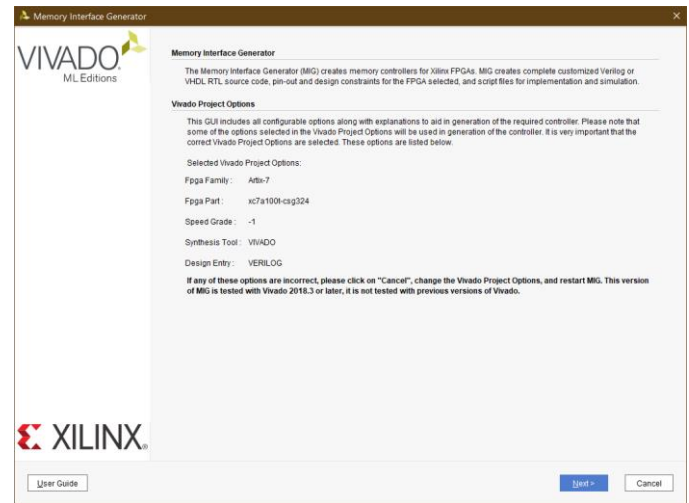 Memory Interface Generator
VIVADO
ML Editions
Memory Interface Generator
The Memory Interface Generator (MIG) creates memory controllers for Xilinx FPGAs. MIG creates complete customized Verilog or
VHDL RTL source code, pin-out and design constraints for the FPGA selected, and script files for implementation and simulation.
Vivado Project Options
This GUI includes all configurable options along with explanations to aid in generation of the required controller. Please note that
some of the options selected in the Vivado Project Options will be used in generation of the controller. It is very important that the
correct Vivado Project Options are selected. These options are listed below.
Selected Vivado Project Options:
Fpga Family : Artix-7
Fpga Part : xc7a100t-csg324
Speed Grade : -1
Synthesis Tool : VIVADO
Design Entry : VERILOG
If any of these options are incorrect, please click on "Cancel", change the Vivado Project Options, and restart MIG. This version
of MIG is tested with Vivado 2018.3 or later, it is not tested with previous versions of Vivado.
XILINX
User Guide
Next >
Cancel